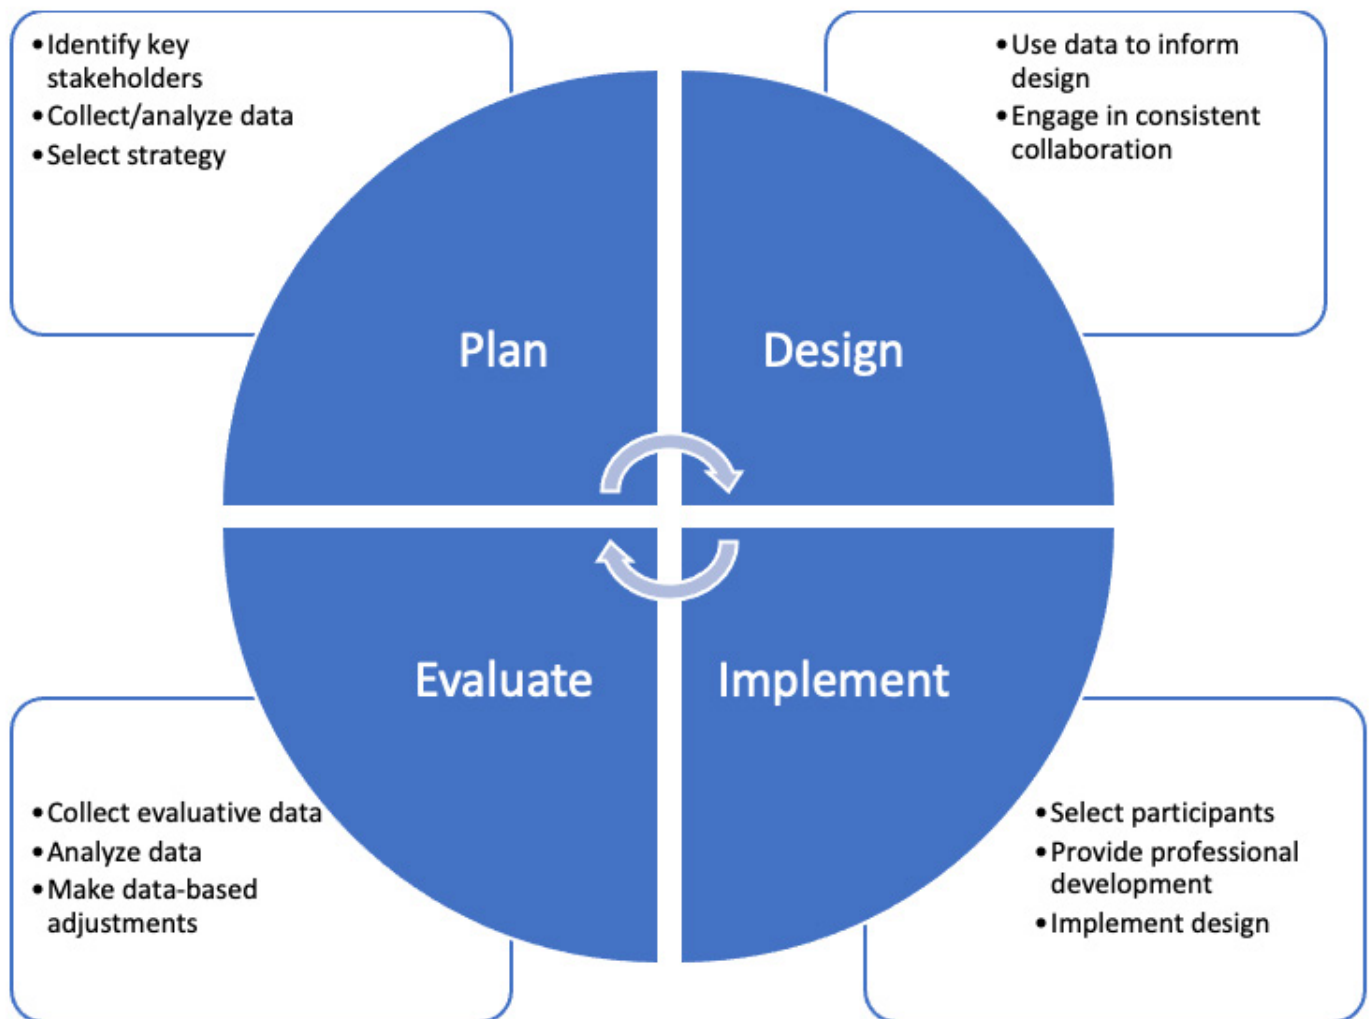 •Identify key
stakeholders
•Collect/analyze data
•Select strategy
•Use data to inform
design
•Engage in consistent
collaboration
Plan
Design
Evaluate
Implement
•Collect evaluative data
•Analyze data
•Make data-based
adjustments
•Select participants
•Provide professional
development
•Implement design